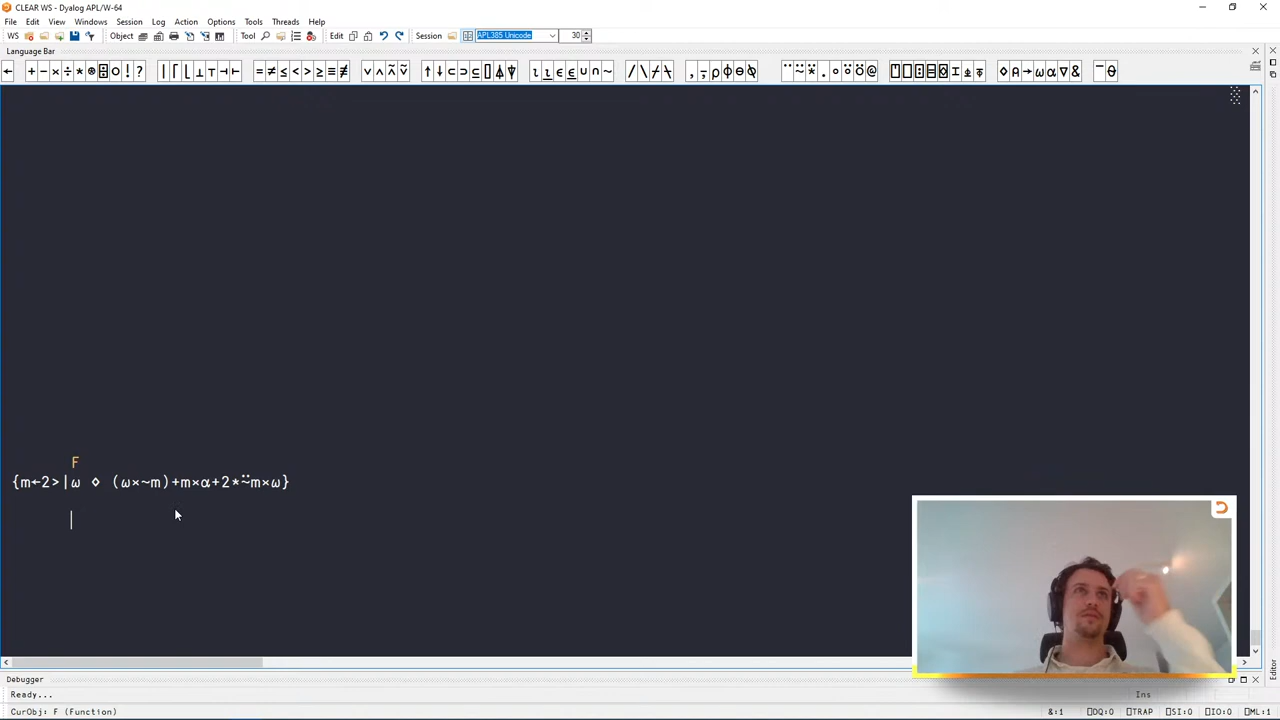 CLEAR WS - Dyalog APL/W-64
File Edit View Windows Session Log Action Options Tools Threads Help
WS Object Tool Edit Session APL385 Unicode 30
Language Bar
← +-×÷*⍟⌹○!? |⌈⌊⊥⊤⊣⊢ =≠≤<>≥≡≢ ∨∧⍲⍱ ↑↓⊂⊃⊆⌷⍋⍒ ⍳⍸∊⍷∪∩~ /\⌿⍀ ,⍪⍴⌽⊖⍉ ¨⍨⍣.∘⍤⍥@ ⍞⎕⍠⌸⌺⌶⍎⍕ ⋄⍝→⍵⍺∇& ¯⍬
F
{m←2>|⍵ ⋄ (⍵×~m)+m×⍺+2*⍨m×⍵}
Debugger
Ready...
Ins
CurObj: F (Function) &:1 ⎕DQ:0 ⎕TRAP ⎕SI:0 ⎕IO:0 ⎕ML:1
Editor